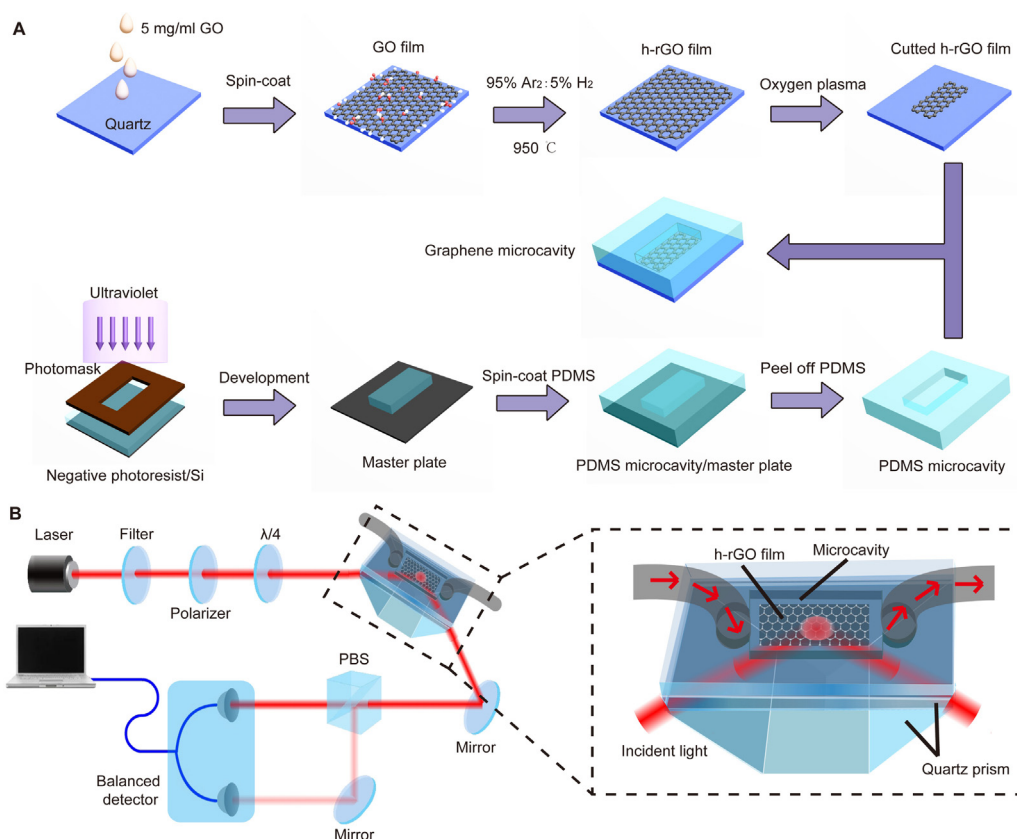 A
5 mg/ml GO
Quartz
Spin-coat
GO film
95% Ar₂ : 5% H₂
950 ℃
h-rGO film
Oxygen plasma
Cutted h-rGO film
Graphene microcavity
Ultraviolet
Photomask
Negative photoresist/Si
Development
Master plate
Spin-coat PDMS
PDMS microcavity/master plate
Peel off PDMS
PDMS microcavity
B
Laser
Filter
Polarizer
λ/4
PBS
Mirror
Balanced
detector
Mirror
h-rGO film
Microcavity
Incident light
Quartz prism